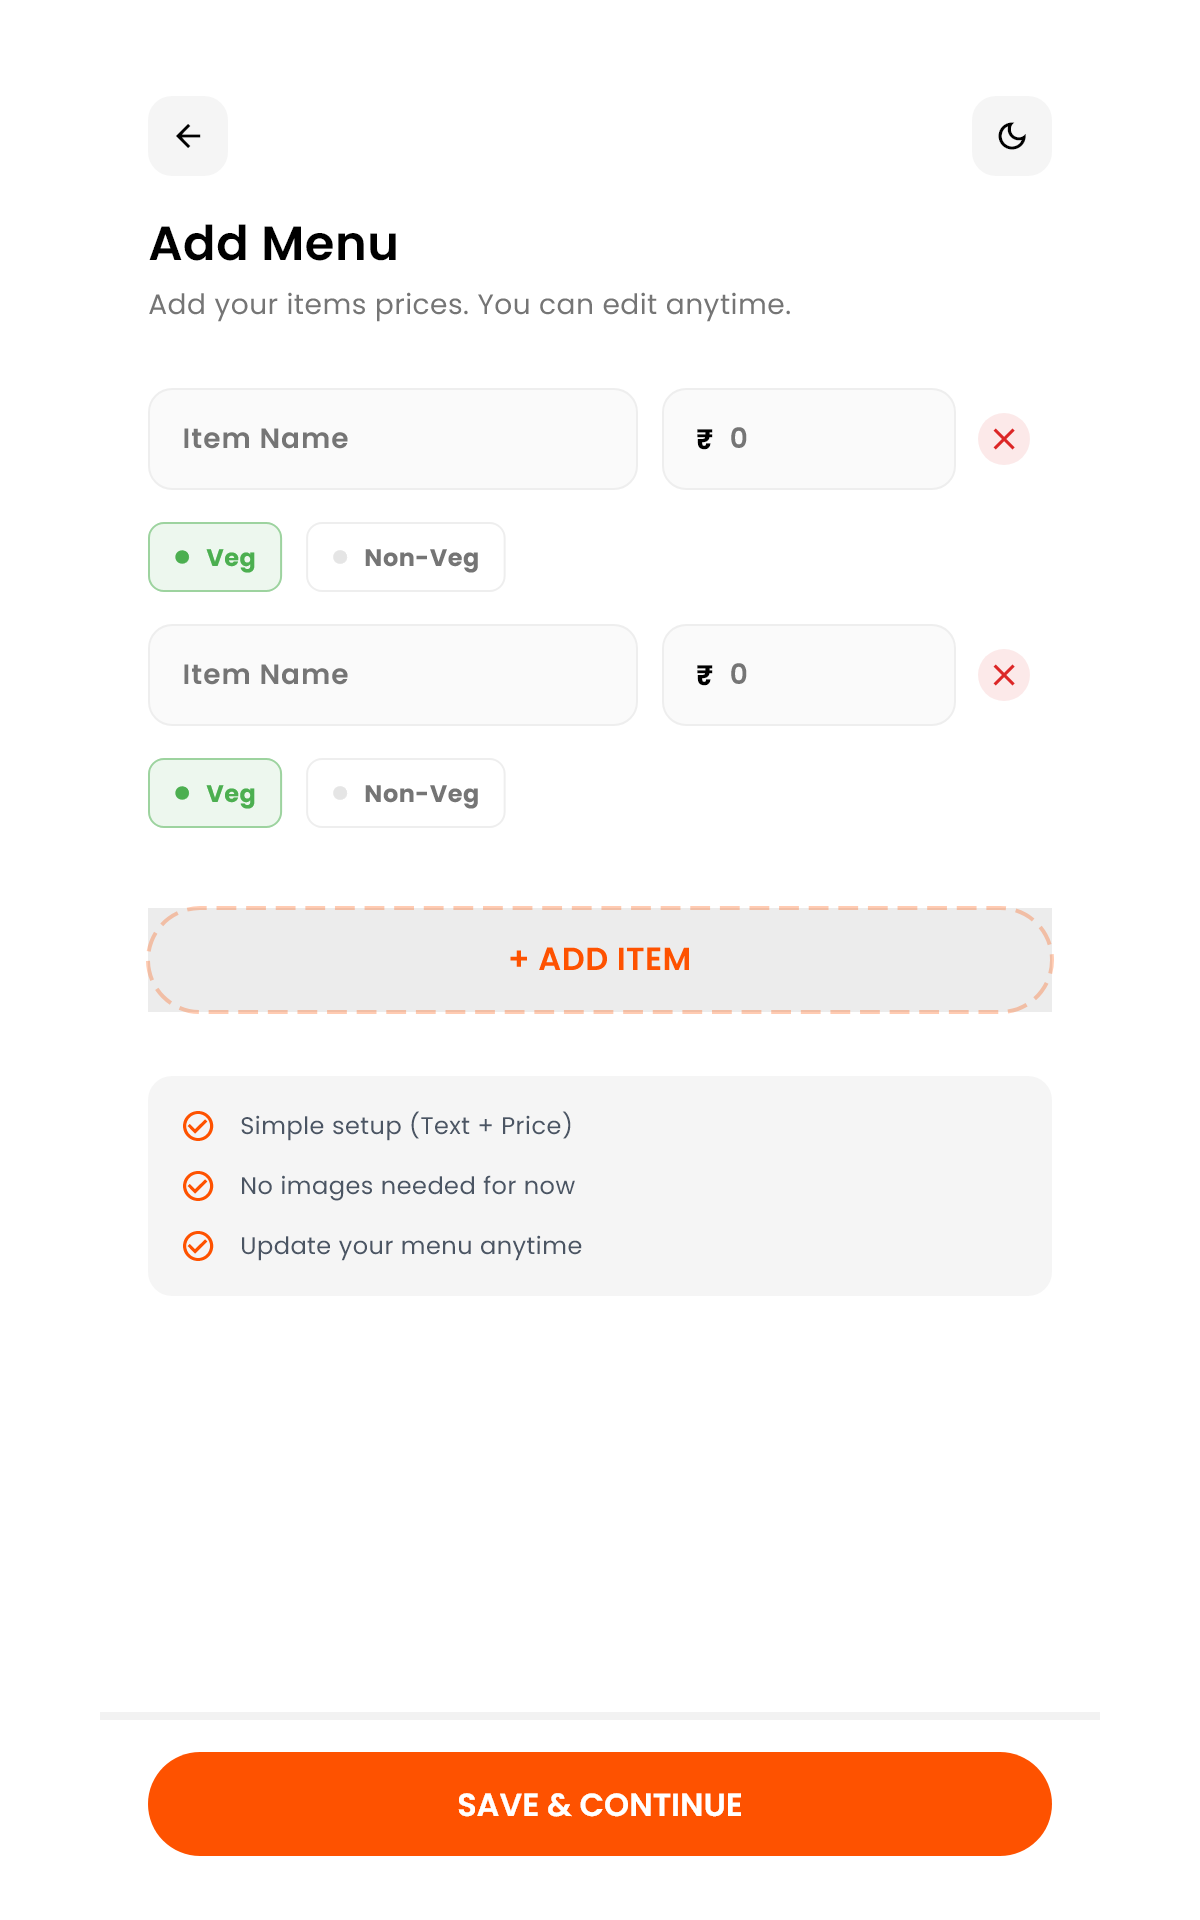 Add Menu
Add your items prices. You can edit anytime.
Item Name ₹ 0
Veg Non-Veg
Item Name ₹ 0
Veg Non-Veg
+ ADD ITEM
Simple setup (Text + Price)
No images needed for now
Update your menu anytime
SAVE & CONTINUE